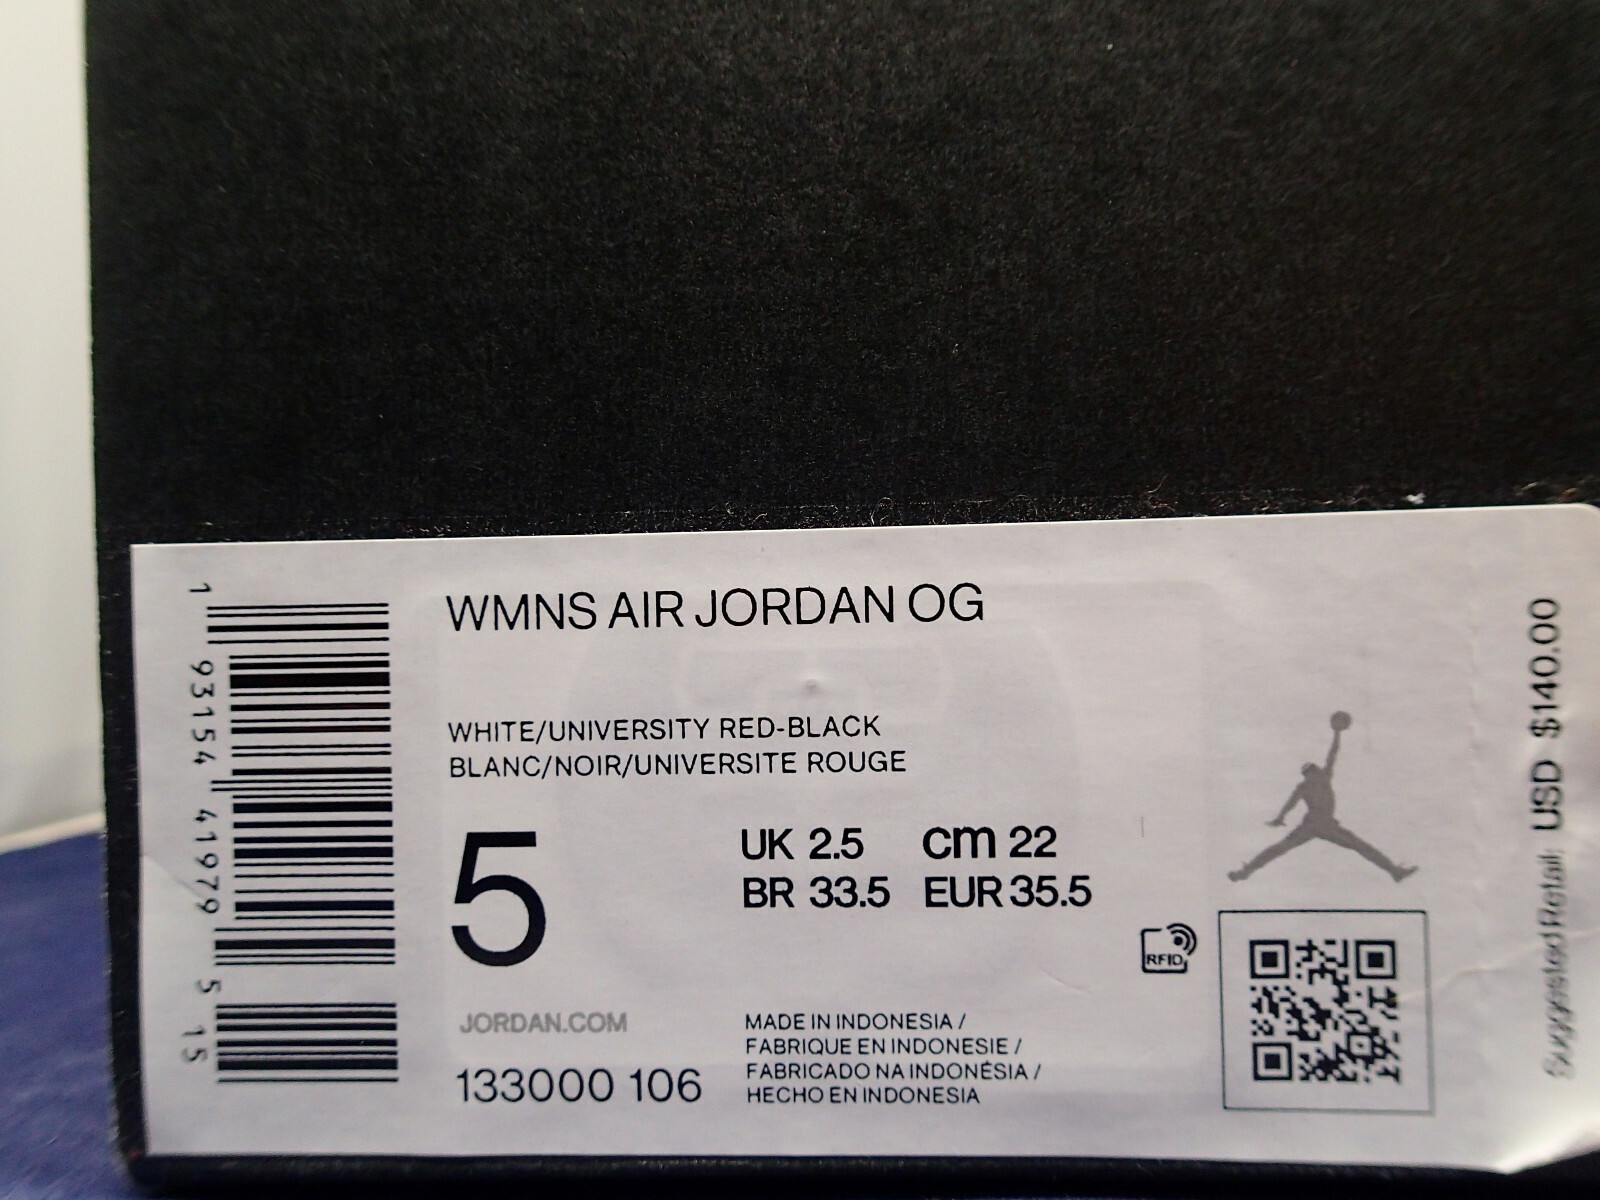 WMNS AIR JORDAN OG
WHITE/UNIVERSITY RED-BLACK
BLANC/NOIR/UNIVERSITE ROUGE
5
UK 2.5 cm 22
BR 33.5 EUR 35.5
RFID
JORDAN.COM
133000 106
MADE IN INDONESIA /
FABRIQUE EN INDONESIE /
FABRICADO NA INDONÉSIA /
HECHO EN INDONESIA
1 93154 41979 5 15
Suggested Retail: USD $140.00